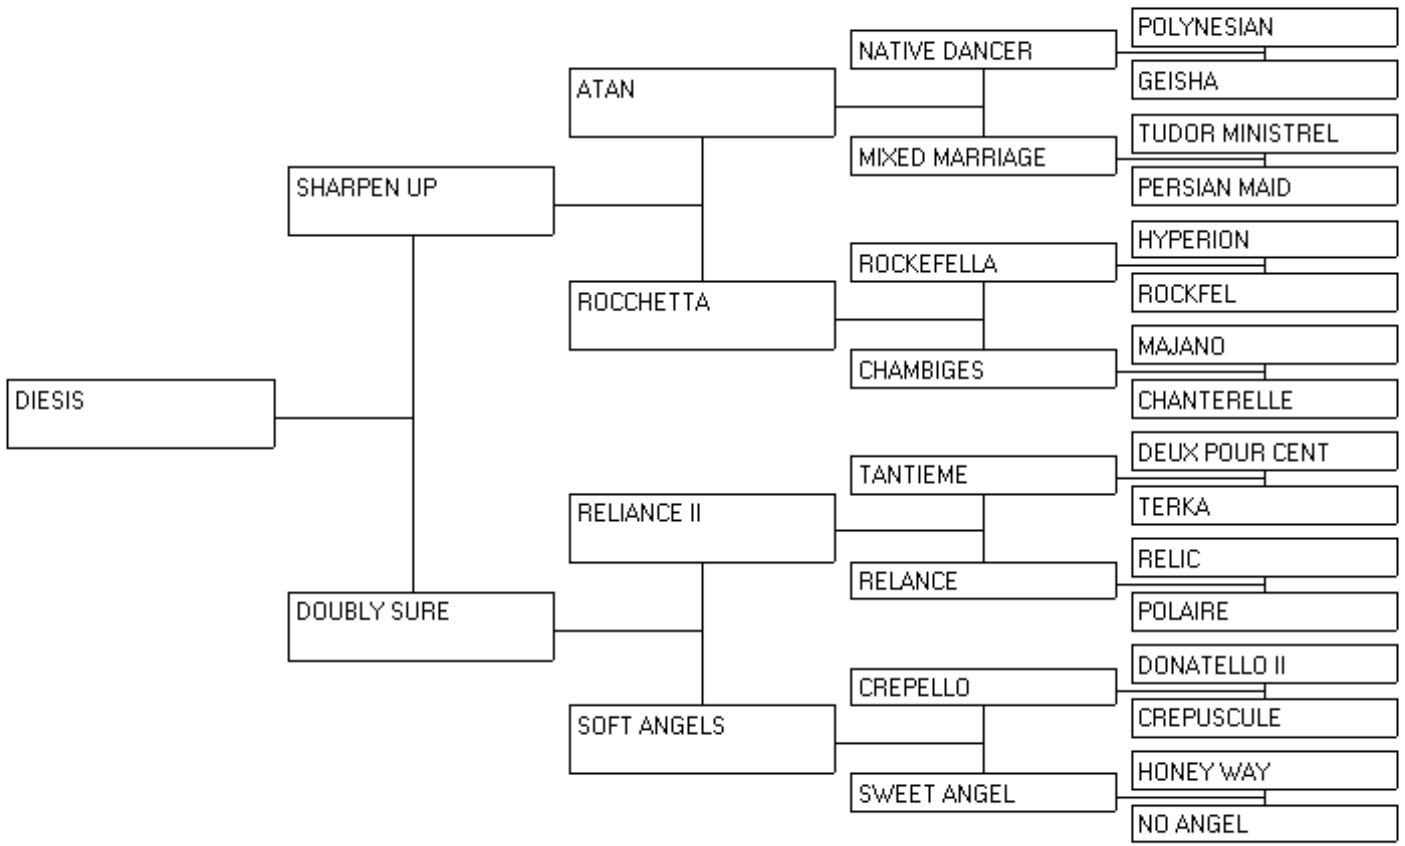 POLYNESIAN
NATIVE DANCER
GEISHA
ATAN
TUDOR MINISTREL
MIXED MARRIAGE
PERSIAN MAID
SHARPEN UP
HYPERION
ROCKEFELLA
ROCKFEL
ROCCHETTA
MAJANO
CHAMBIGES
CHANTERELLE
DIESIS
DEUX POUR CENT
TANTIEME
TERKA
RELIANCE II
RELIC
RELANCE
POLAIRE
DOUBLY SURE
DONATELLO II
CREPELLO
CREPUSCULE
SOFT ANGELS
HONEY WAY
SWEET ANGEL
NO ANGEL